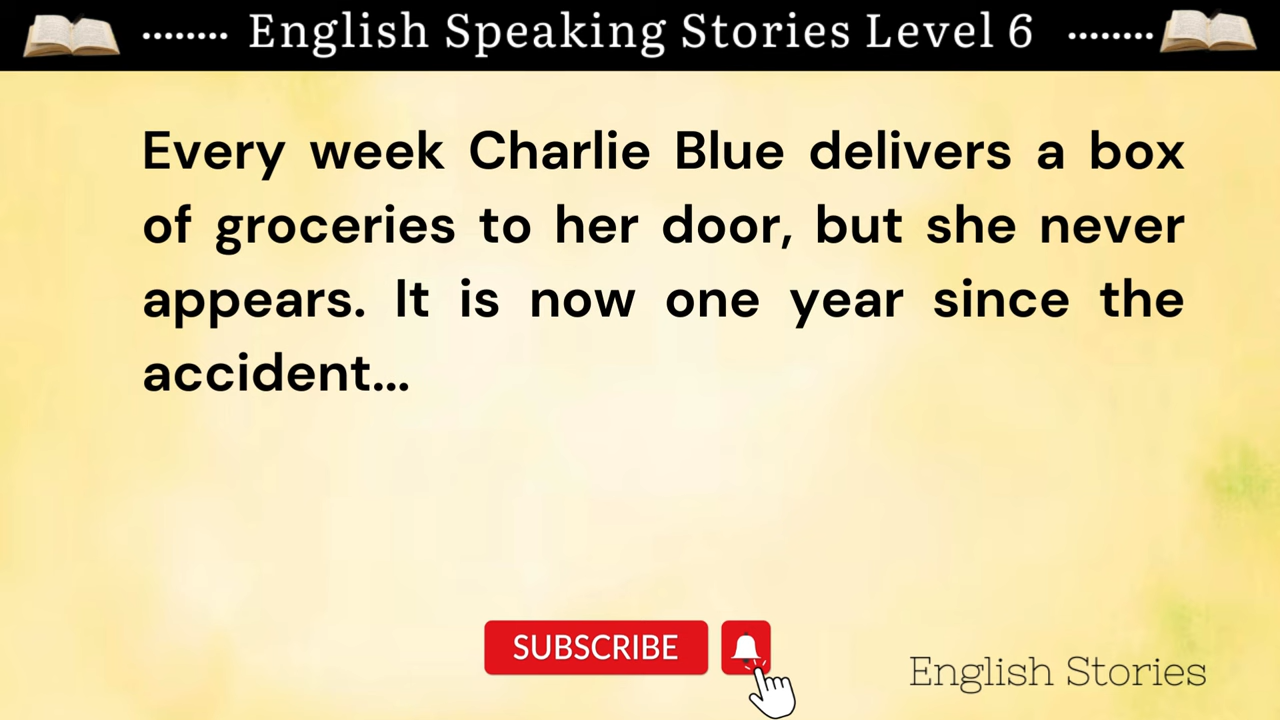 ........ English Speaking Stories Level 6 ........
Every week Charlie Blue delivers a box
of groceries to her door, but she never
appears. It is now one year since the
accident...
SUBSCRIBE
English Stories